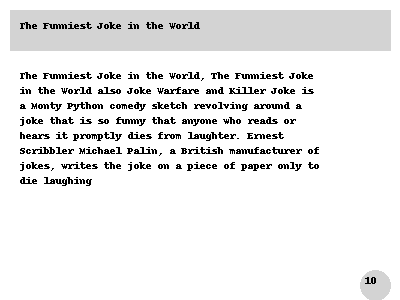 The Funniest Joke in the World
The Funniest Joke in the World, The Funniest Joke
in the World also Joke Warfare and Killer Joke is
a Monty Python comedy sketch revolving around a
joke that is so funny that anyone who reads or
hears it promptly dies from laughter. Ernest
Scribbler Michael Palin, a British manufacturer of
jokes, writes the joke on a piece of paper only to
die laughing
10